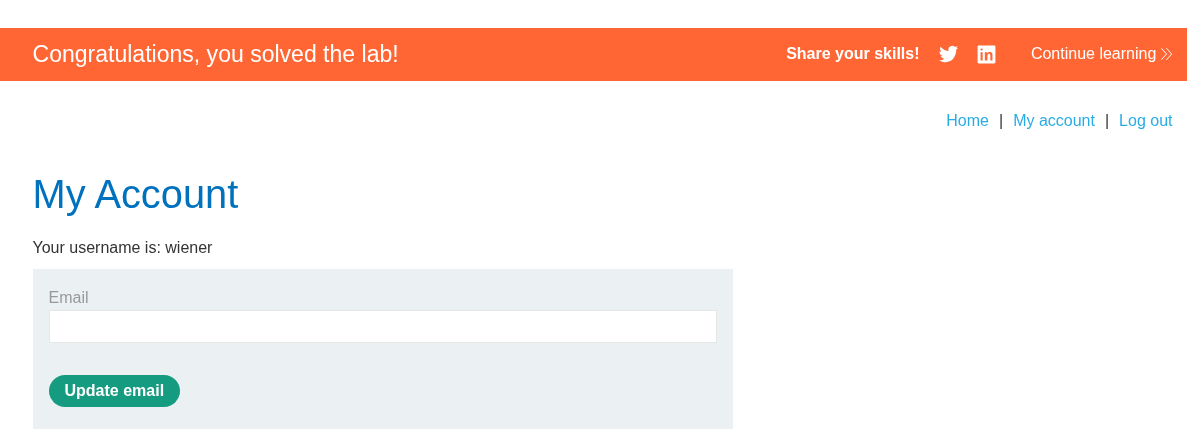 Congratulations, you solved the lab!
Share your skills!
Continue learning
Home | My account | Log out
My Account
Your username is: wiener
Email
Update email